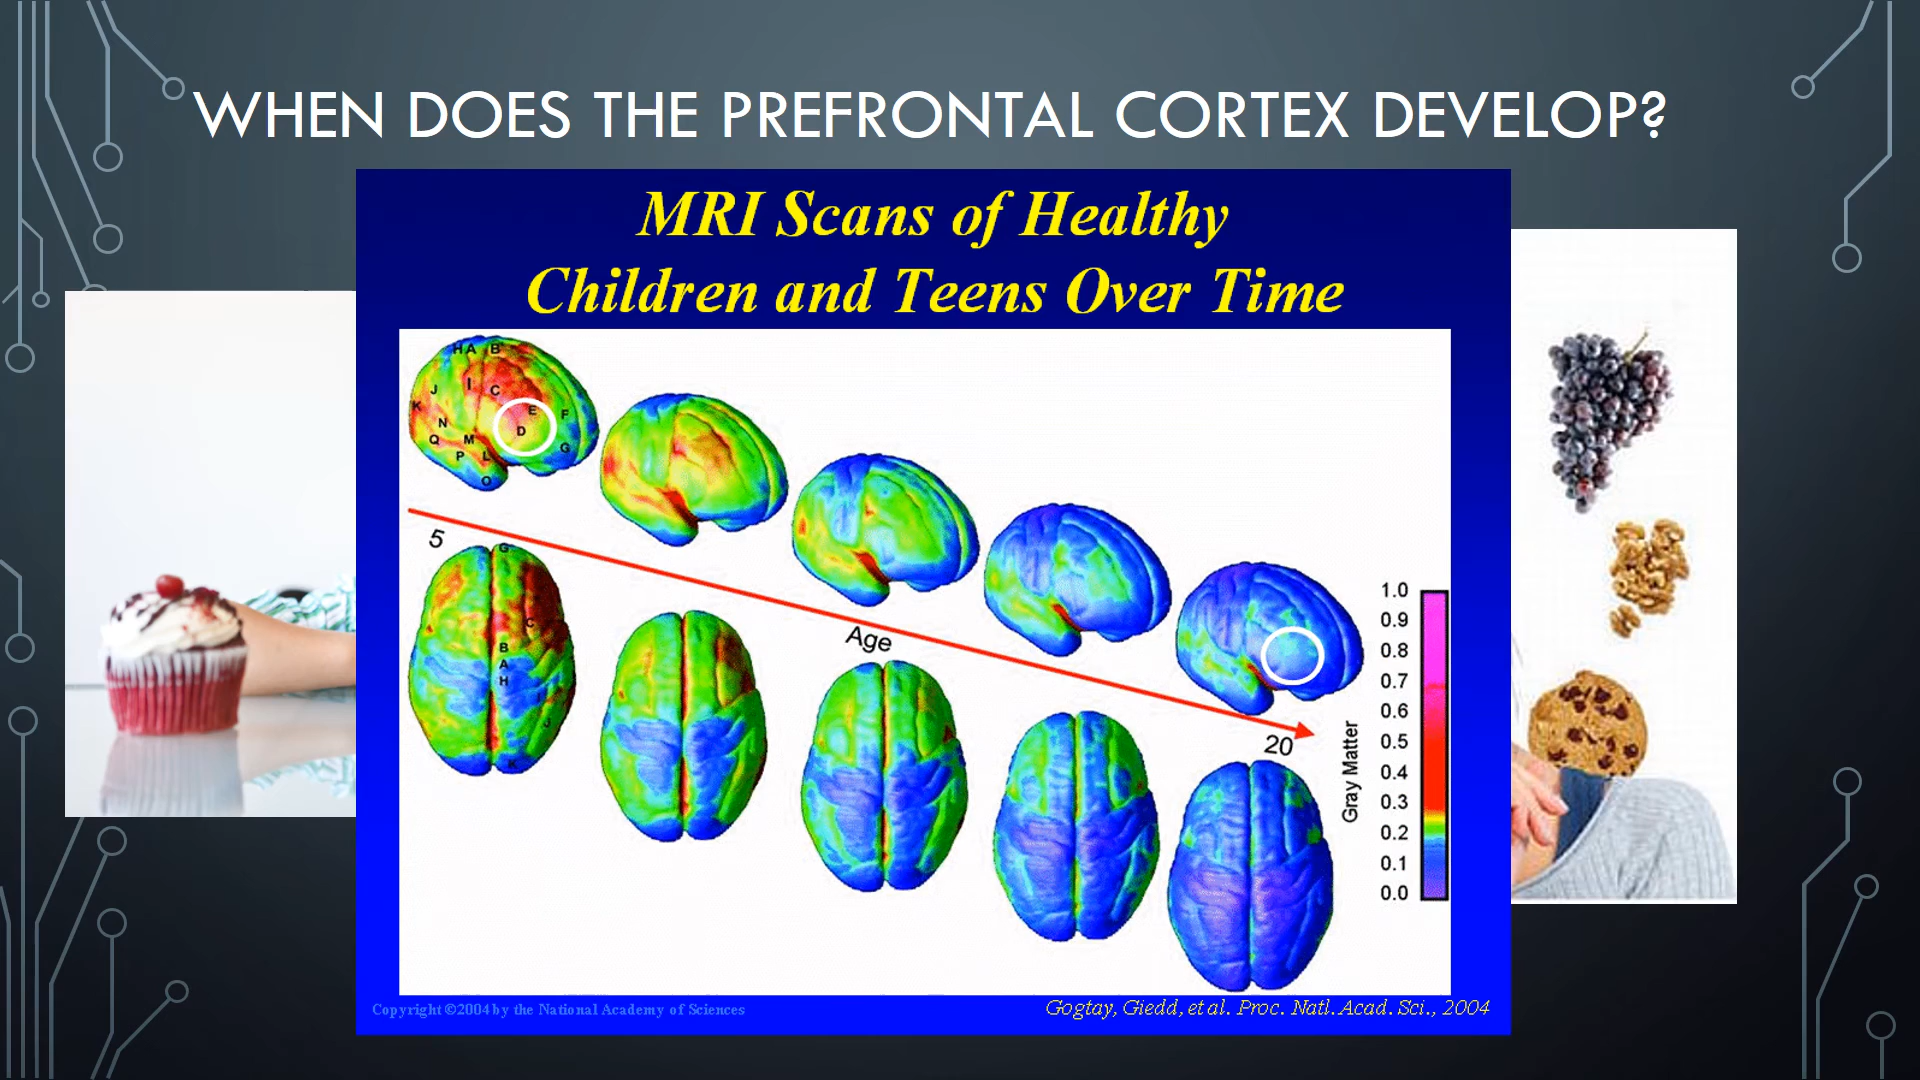 WHEN DOES THE PREFRONTAL CORTEX DEVELOP?
MRI Scans of Healthy
Children and Teens Over Time
H A B
J I C
K E F
N D
Q M G
P L
O
5
G
C
B
A
H
I
J
K
Age
20
Gray Matter
1.0
0.9
0.8
0.7
0.6
0.5
0.4
0.3
0.2
0.1
0.0
Copyright ©2004 by the National Academy of Sciences
Gogtay, Giedd, et al. Proc. Natl. Acad. Sci., 2004